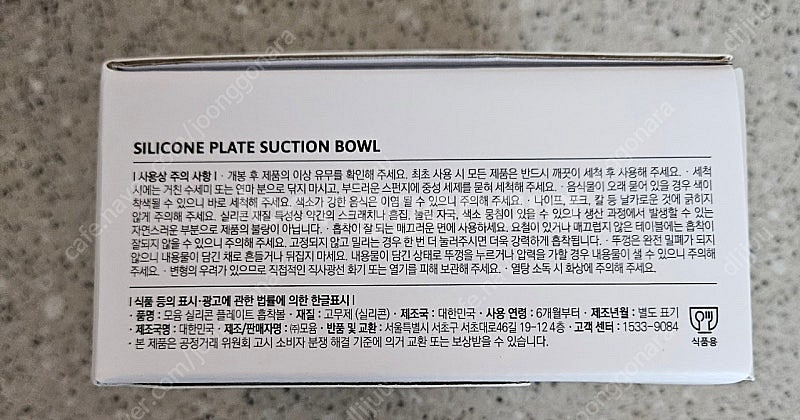 SILICONE PLATE SUCTION BOWL
| 사용상 주의 사항 | · 개봉 후 제품의 이상 유무를 확인해 주세요. 최초 사용 시 모든 제품은 반드시 깨끗이 세척 후 사용해 주세요. · 세척
시에는 거친 수세미 또는 연마 분으로 닦지 마시고, 부드러운 스펀지에 중성 세제를 묻혀 세척해 주세요. · 음식물이 오래 묻어 있을 경우 색이
착색될 수 있으니 바로 세척해 주세요. 색소가 강한 음식은 이염 될 수 있으니 주의해 주세요. · 나이프, 포크, 칼 등 날카로운 것에 긁히지
않게 주의해 주세요. 실리콘 재질 특성상 약간의 스크래치나 흠집, 눌린 자국, 색소 뭉침이 있을 수 있으나 생산 과정에서 발생할 수 있는
자연스러운 부분으로 제품의 불량이 아닙니다. · 흡착이 잘 되는 매끄러운 면에 사용하세요. 요철이 있거나 매끄럽지 않은 테이블에는 흡착이
잘되지 않을 수 있으니 주의해 주세요. 고정되지 않고 밀리는 경우 한 번 더 눌러주시면 더욱 강력하게 흡착됩니다. · 뚜껑은 완전 밀폐가 되지
않으니 내용물이 담긴 채로 흔들거나 뒤집지 마세요. 내용물이 담긴 상태로 뚜껑을 누르거나 압력을 가할 경우 내용물이 샐 수 있으니 주의해
주세요. · 변형의 우려가 있으므로 직접적인 직사광선 화기 또는 열기를 피해 보관해 주세요. · 열탕 소독 시 화상에 주의해 주세요.
| 식품 등의 표시·광고에 관한 법률에 의한 한글표시 |
· 품명 : 모음 실리콘 플레이트 흡착볼 · 재질 : 고무제 (실리콘) · 제조국 : 대한민국 · 사용 연령 : 6개월부터 · 제조년월 : 별도 표기
· 제조국명 : 대한민국 · 제조/판매자명 : ㈜모윰 · 반품 및 교환 : 서울특별시 서초구 서초대로46길 19-12 4층 · 고객 센터 : 1533-9084
· 본 제품은 공정거래 위원회 고시 소비자 분쟁 해결 기준에 의거 교환 또는 보상받을 수 있습니다.
식품용
cafe.naver.com/joonggonara